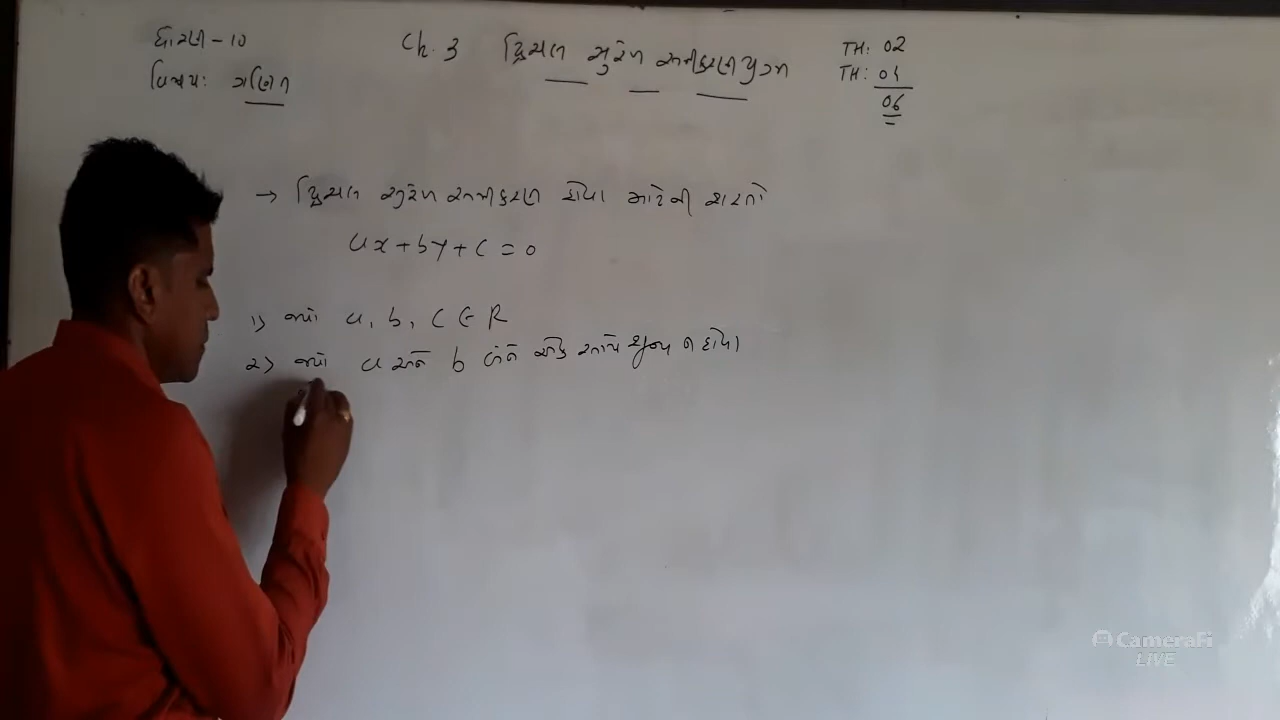 ધોરણ - 10
વિષય: ગણિત
Ch. 3 દ્વિચલ સુરેખ સમીકરણયુગ્મ
TH: 02
TH: 04
06
→ દ્વિચલ સુરેખ સમીકરણ હોવા માટેની શરતો
ax + by + c = 0
1) જ્યાં a, b, c ∈ R
2) જ્યાં a અને b બંને એક સાથે શૂન્ય ન હોવા
CameraFi
LIVE